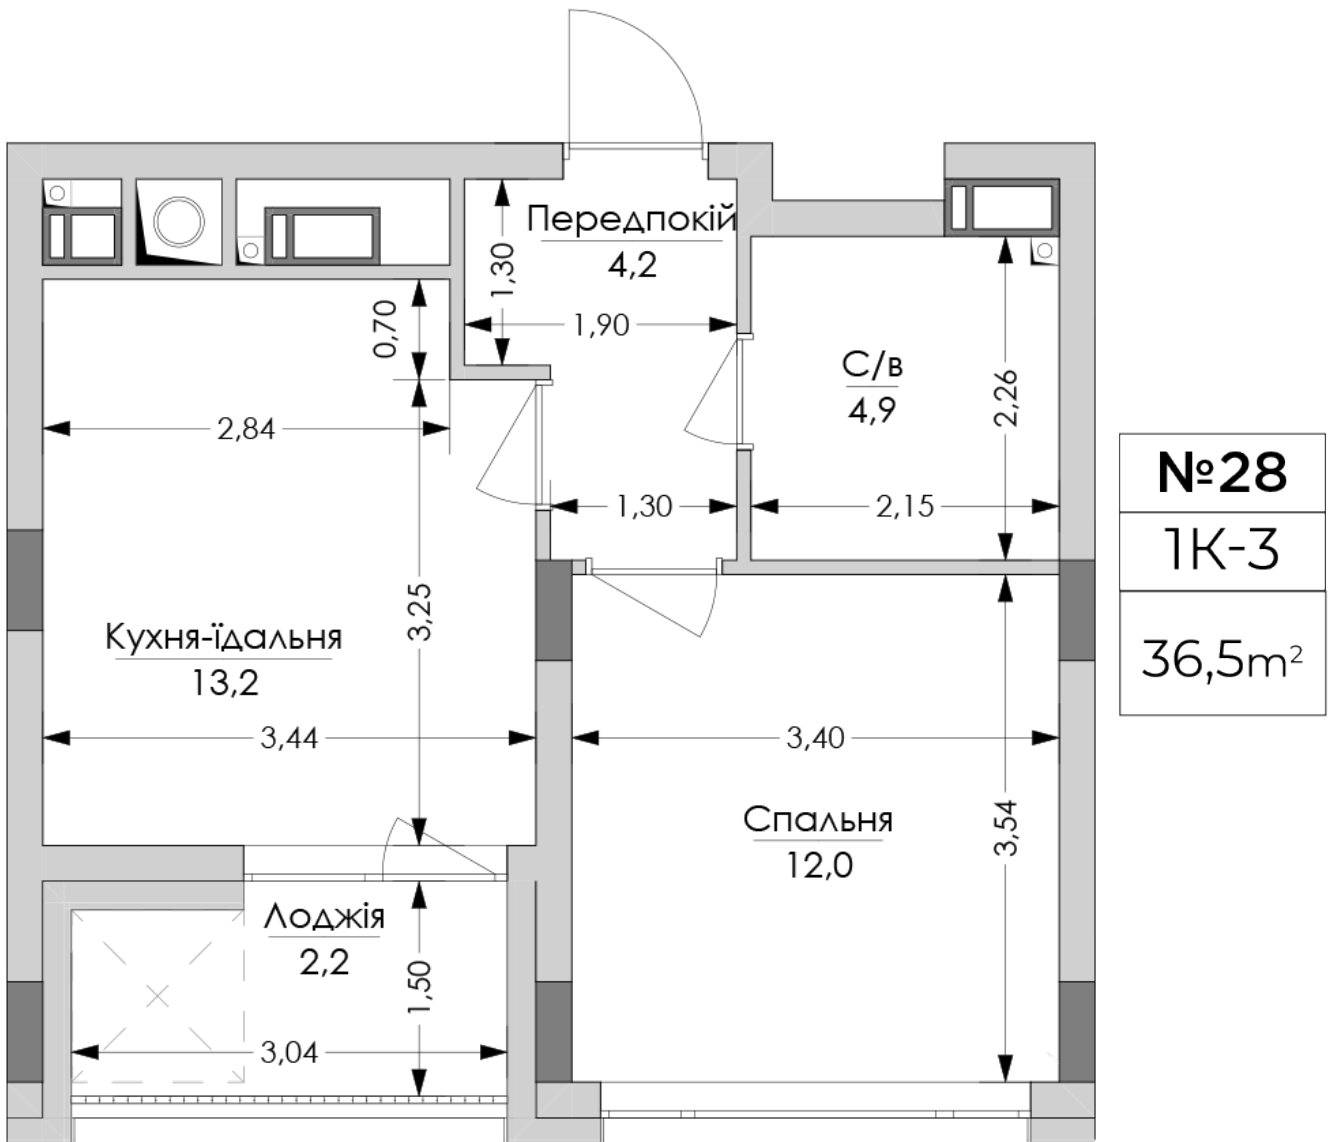 Передпокій
4,2
1,30
1,90
0,70
С/в
4,9
2,26
2,84
1,30
2,15
№28
1К-3
36,5m²
3,25
Кухня-їдальня
13,2
3,44
3,40
Спальня
12,0
3,54
Лоджія
2,2
1,50
3,04